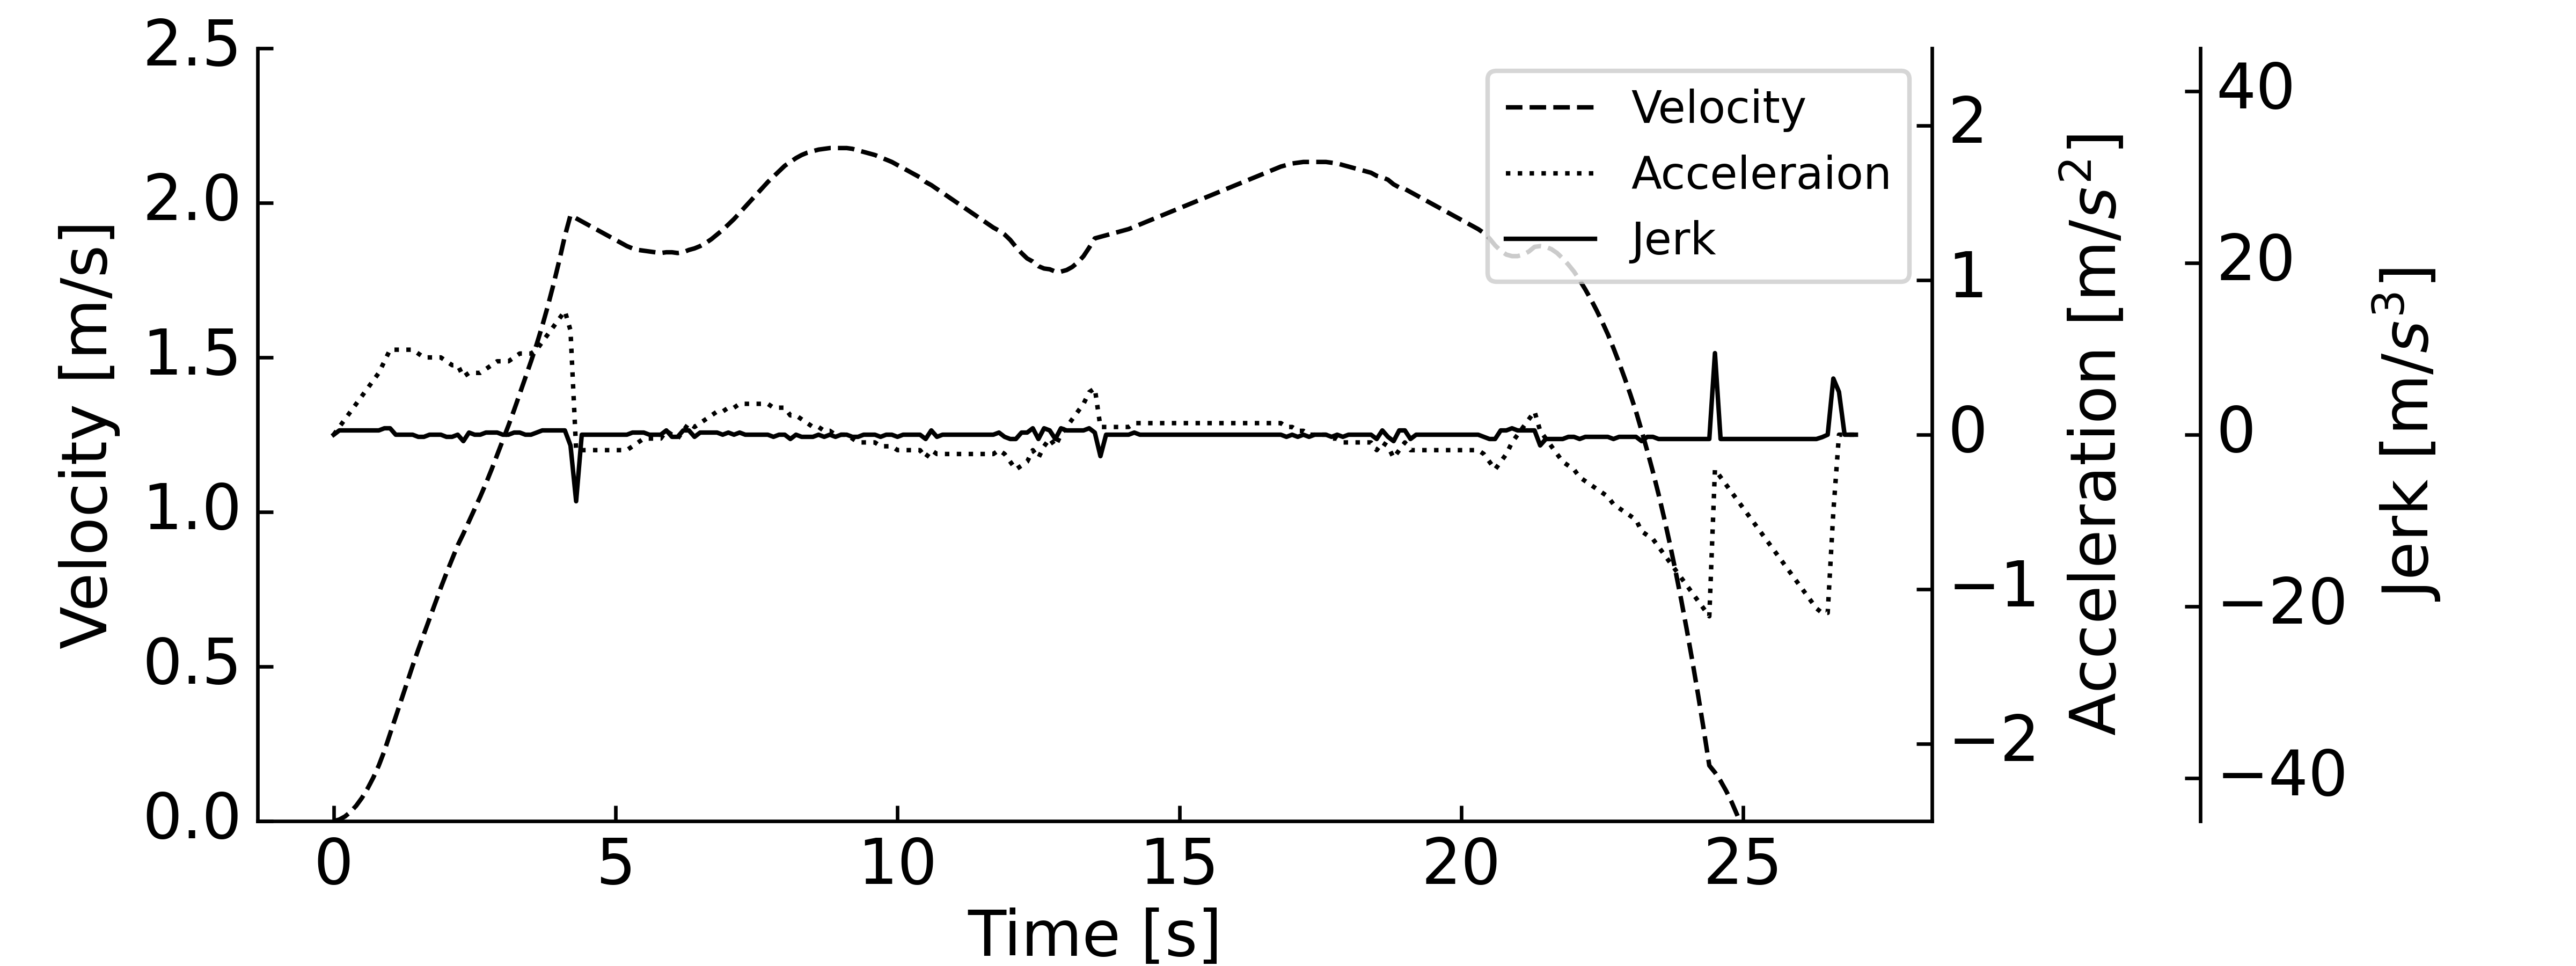 2.5
2.0
1.5
1.0
0.5
0.0
Velocity [m/s]
0 5 10 15 20 25
Time [s]
Velocity
Acceleraion
Jerk
2
1
0
−1
−2
Acceleration [m/s²]
40
20
0
−20
−40
Jerk [m/s³]